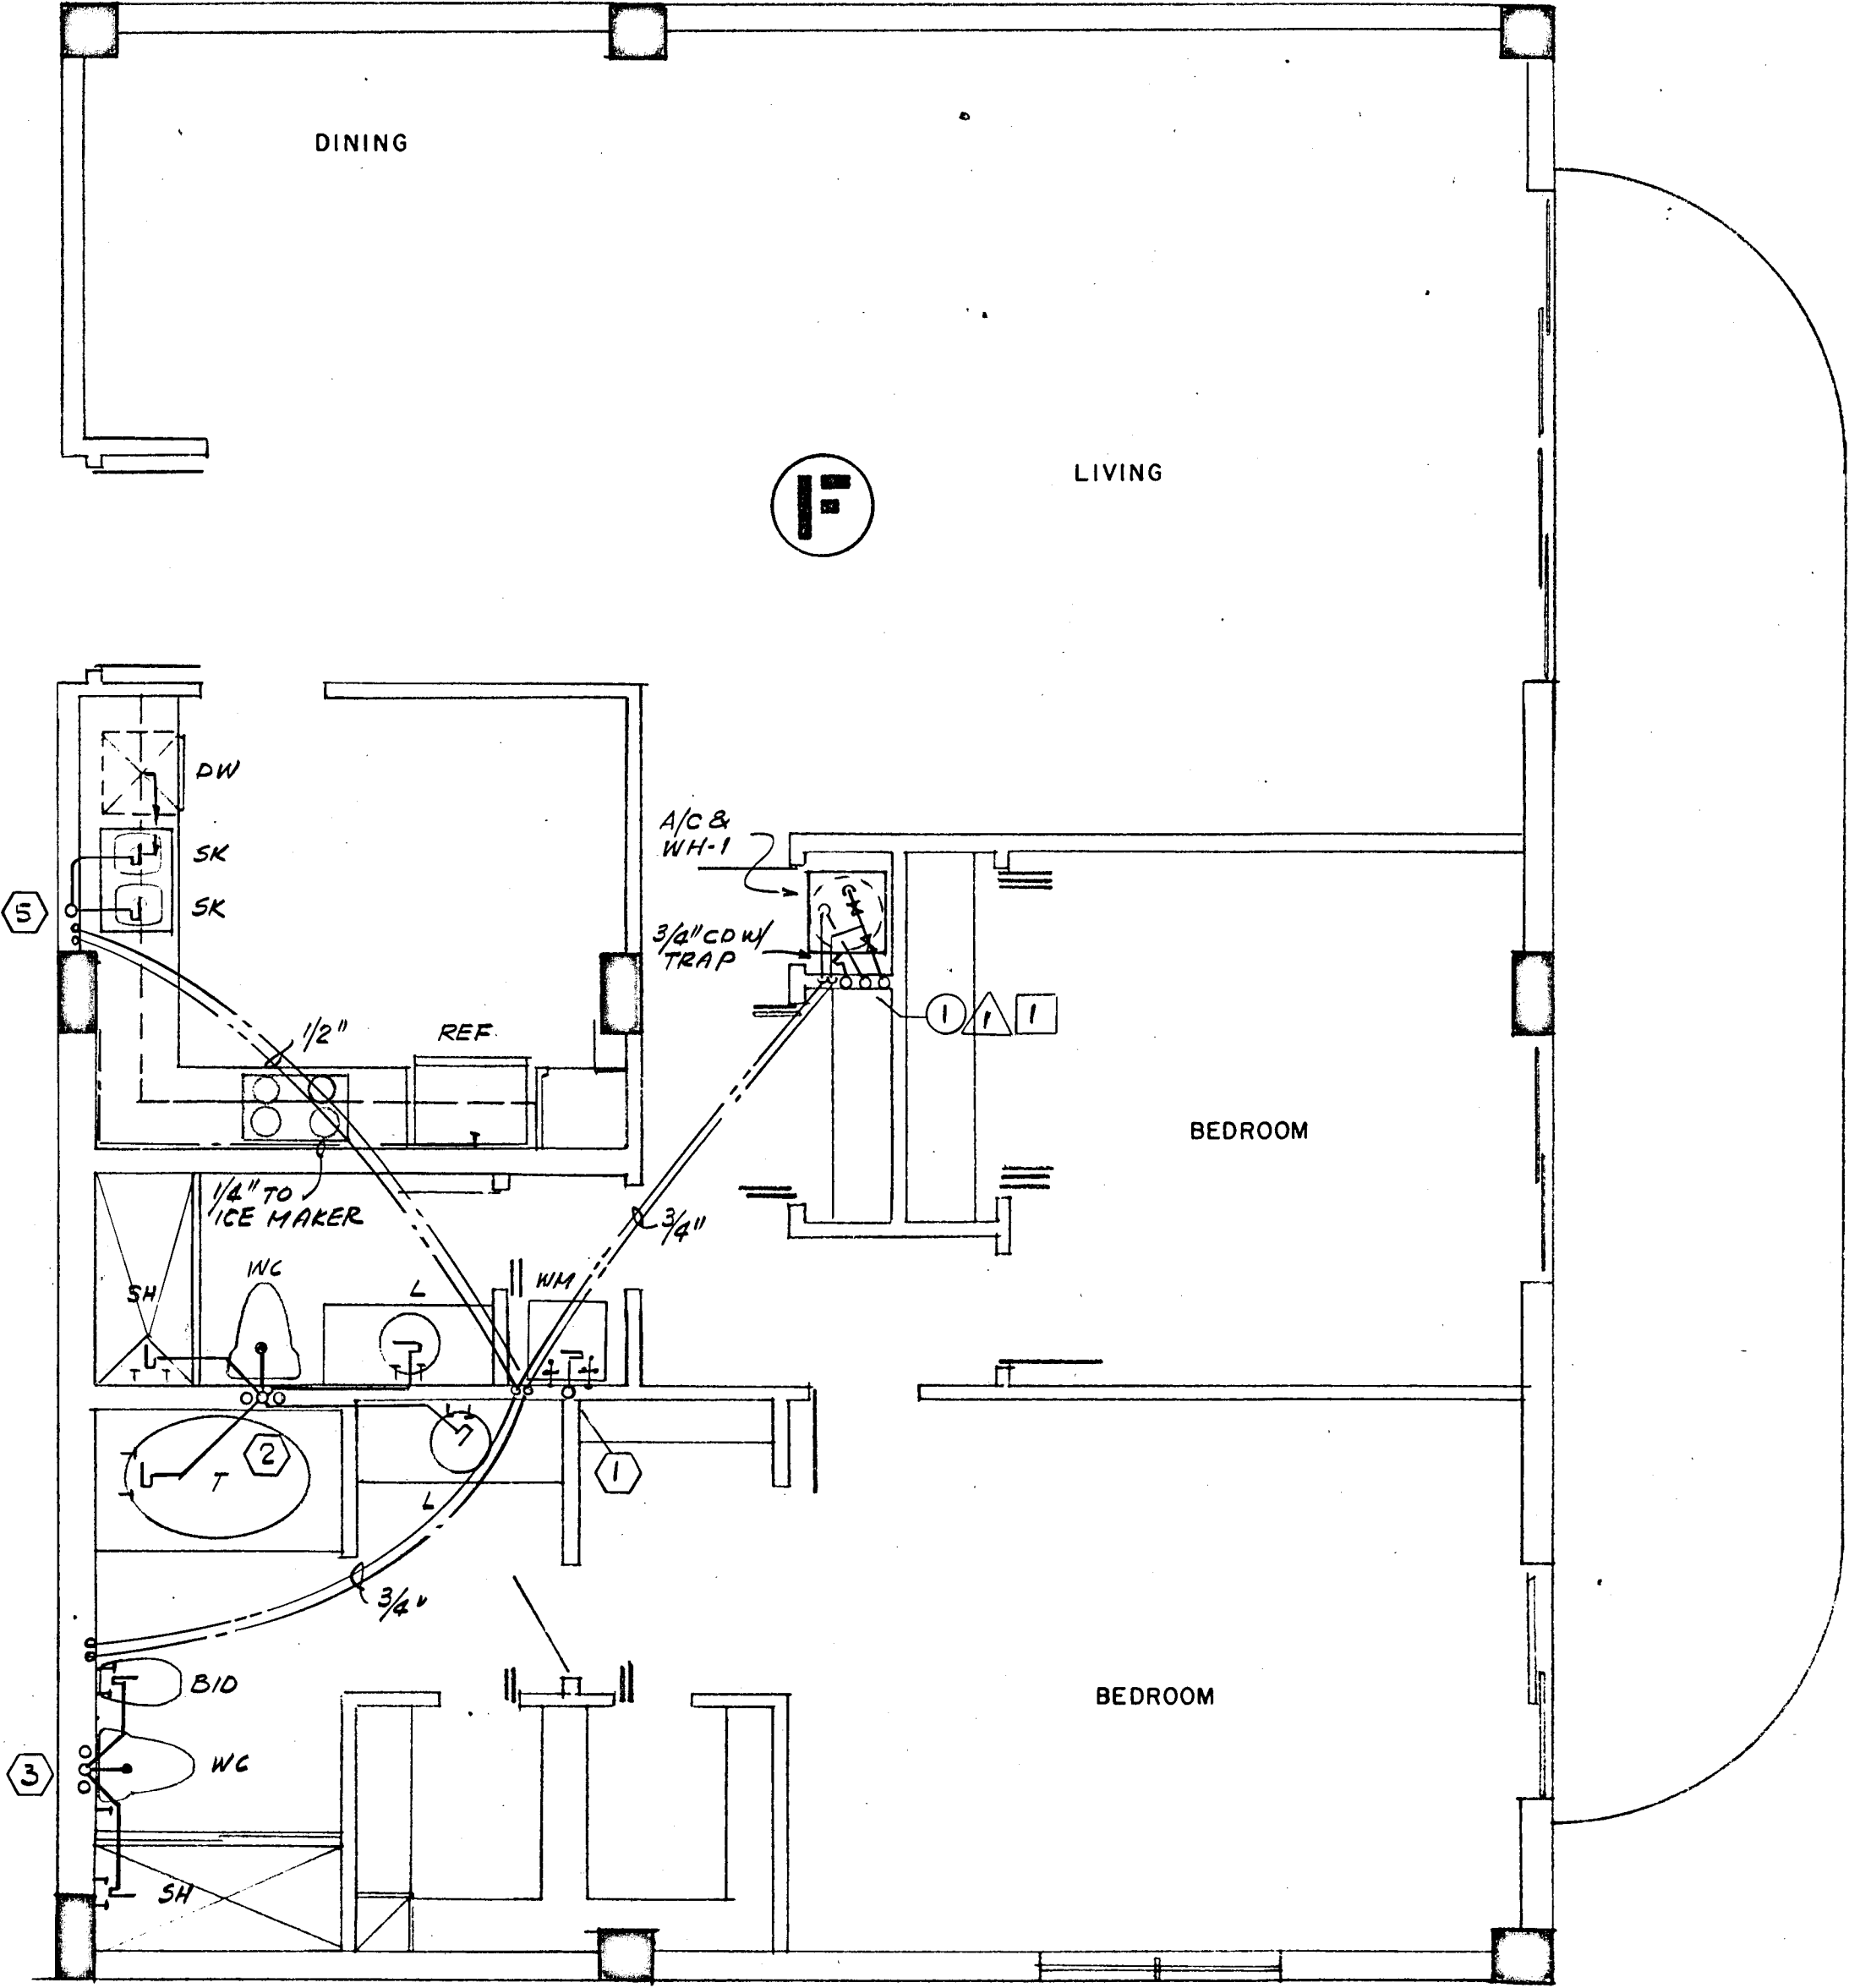 DINING
LIVING
F
DW
SK
SK
5
A/C &
WH-1
3/4" CD W/
TRAP
1 1 1
1/2"
REF.
BEDROOM
1/4" TO
ICE MAKER
3/4"
SH
WC
L
WM
2
T
L
1
3/4"
BID
WC
3
SH
BEDROOM